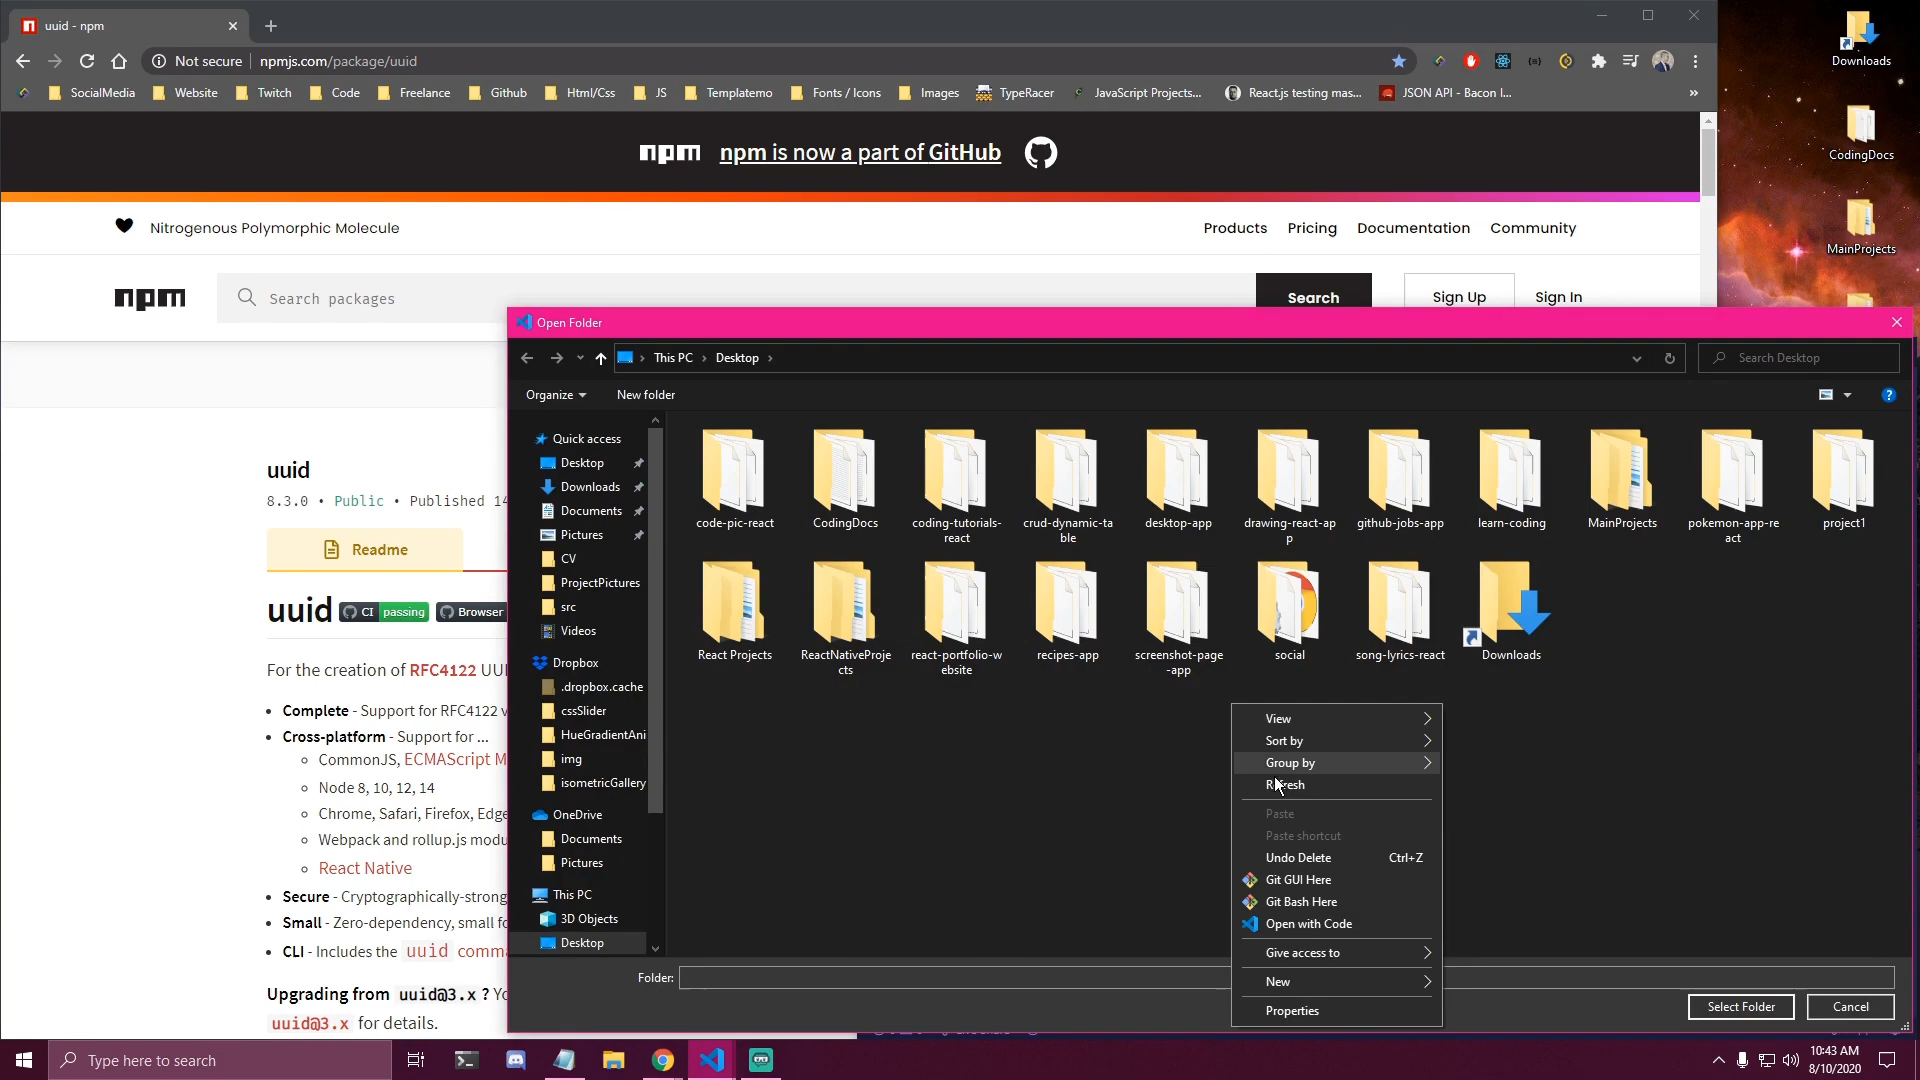 uuid - npm
Not secure
npmjs.com/package/uuid
SocialMedia
Website
Twitch
Code
Freelance
Github
Html/Css
JS
Templatemo
Fonts / Icons
Images
TypeRacer
JavaScript Projects...
React.js testing mas...
JSON API - Bacon I...
»
Downloads
CodingDocs
MainProjects
npm
npm is now a part of GitHub
Nitrogenous Polymorphic Molecule
Products
Pricing
Documentation
Community
npm
Search packages
Search
Sign Up
Sign In
uuid
8.3.0 • Public • Published 14
Readme
uuid
CI passing
Browser
For the creation of RFC4122 UU
• Complete - Support for RFC4122 v
• Cross-platform - Support for ...
CommonJS, ECMAScript M
Node 8, 10, 12, 14
Chrome, Safari, Firefox, Edge
Webpack and rollup.js modu
React Native
• Secure - Cryptographically-strong
• Small - Zero-dependency, small fo
• CLI - Includes the uuid comma
Upgrading from uuid@3.x ? Yo
uuid@3.x for details.
Open Folder
This PC
Desktop
Search Desktop
Organize
New folder
Quick access
Desktop
Downloads
Documents
Pictures
CV
ProjectPictures
src
Videos
Dropbox
.dropbox.cache
cssSlider
HueGradientAni
img
isometricGallery
OneDrive
Documents
Pictures
This PC
3D Objects
Desktop
code-pic-react
CodingDocs
coding-tutorials-
react
crud-dynamic-ta
ble
desktop-app
drawing-react-ap
p
github-jobs-app
learn-coding
MainProjects
pokemon-app-re
act
project1
React Projects
ReactNativeProje
cts
react-portfolio-w
ebsite
recipes-app
screenshot-page
-app
social
song-lyrics-react
Downloads
View
Sort by
Group by
Refresh
Paste
Paste shortcut
Undo Delete Ctrl+Z
Git GUI Here
Git Bash Here
Open with Code
Give access to
New
Properties
Folder:
Select Folder
Cancel
Type here to search
10:43 AM
8/10/2020